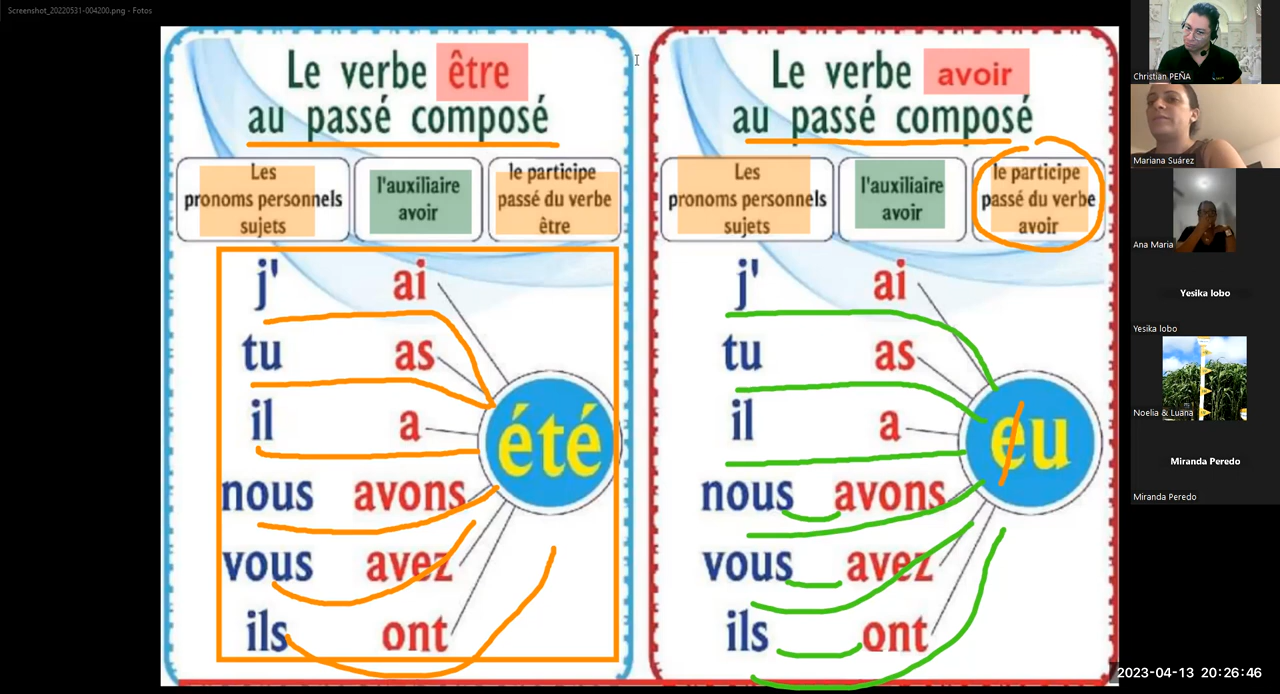 Screenshot_20220531-004200.png - Fotos
Le verbe être
au passé composé
Les
pronoms personnels
sujets
l'auxiliaire
avoir
le participe
passé du verbe
être
j' ai
tu as
il a
été
nous avons
vous avez
ils ont
Le verbe avoir
au passé composé
Les
pronoms personnels
sujets
l'auxiliaire
avoir
le participe
passé du verbe
avoir
j' ai
tu as
il a
eu
nous avons
vous avez
ils ont
Christian PEÑA
Mariana Suárez
Ana Maria
Yesika lobo
Yesika lobo
Noelia & Luana
Miranda Peredo
Miranda Peredo
2023-04-13 20:26:46